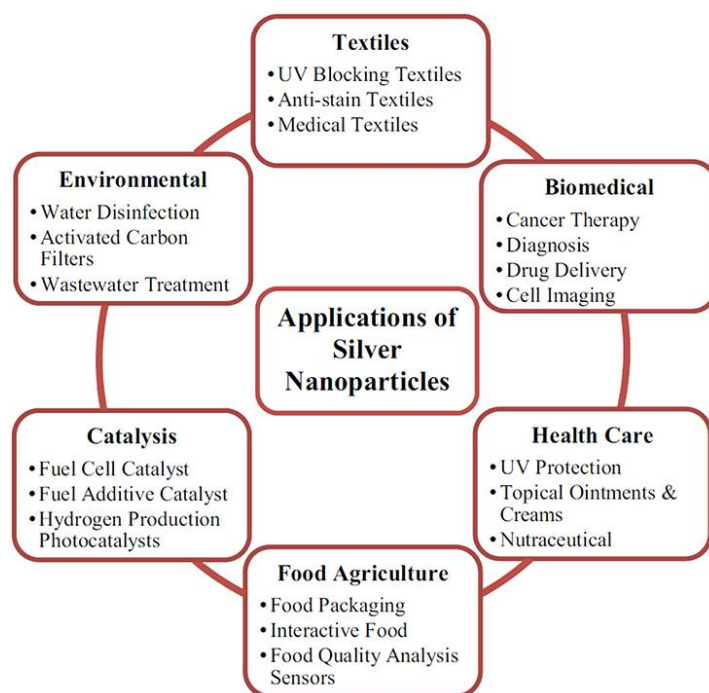 Textiles
• UV Blocking Textiles
• Anti-stain Textiles
• Medical Textiles
Environmental
• Water Disinfection
• Activated Carbon
Filters
• Wastewater Treatment
Biomedical
• Cancer Therapy
• Diagnosis
• Drug Delivery
• Cell Imaging
Applications of
Silver
Nanoparticles
Catalysis
• Fuel Cell Catalyst
• Fuel Additive Catalyst
• Hydrogen Production
Photocatalysts
Health Care
• UV Protection
• Topical Ointments &
Creams
• Nutraceutical
Food Agriculture
• Food Packaging
• Interactive Food
• Food Quality Analysis
Sensors